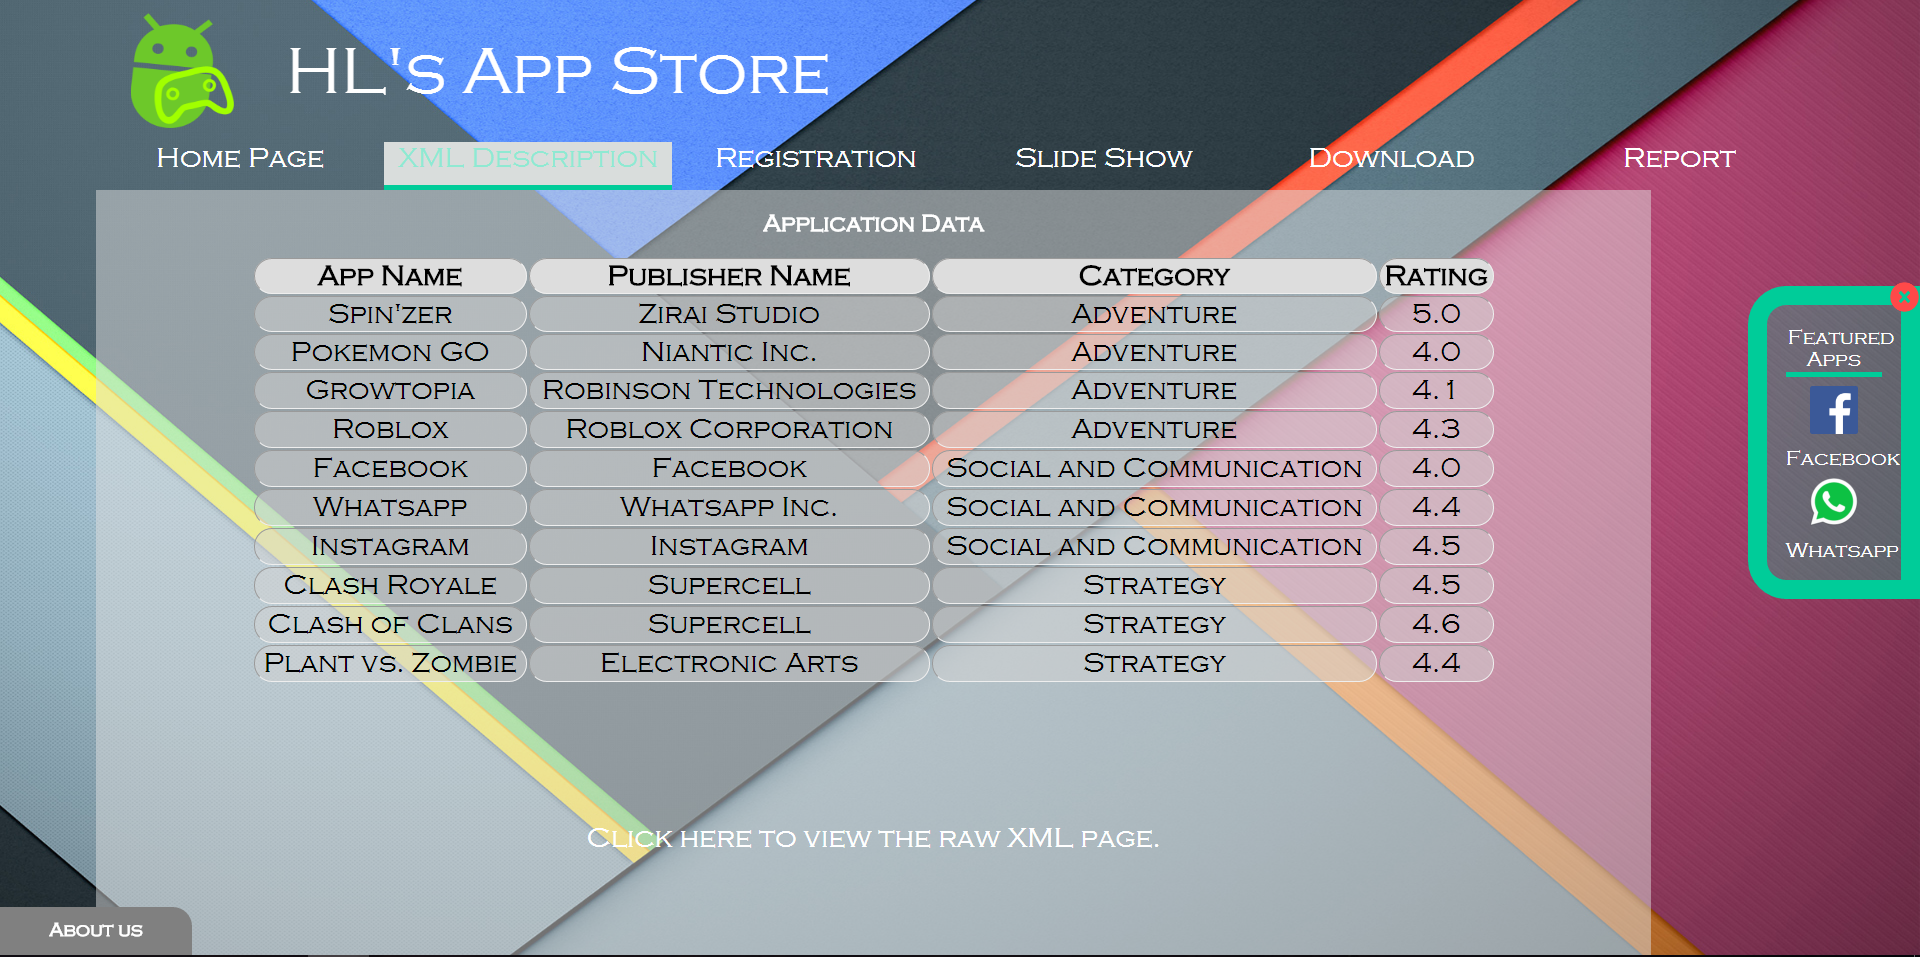 HL's App Store
Home Page XML Description Registration Slide Show Download Report
Application Data
App Name Publisher Name Category Rating
Spin'zer Zirai Studio Adventure 5.0
Pokemon GO Niantic Inc. Adventure 4.0
Growtopia Robinson Technologies Adventure 4.1
Roblox Roblox Corporation Adventure 4.3
Facebook Facebook Social and Communication 4.0
Whatsapp Whatsapp Inc. Social and Communication 4.4
Instagram Instagram Social and Communication 4.5
Clash Royale Supercell Strategy 4.5
Clash of Clans Supercell Strategy 4.6
Plant vs. Zombie Electronic Arts Strategy 4.4
Click here to view the raw XML page.
x
Featured
Apps
Facebook
Whatsapp
About us